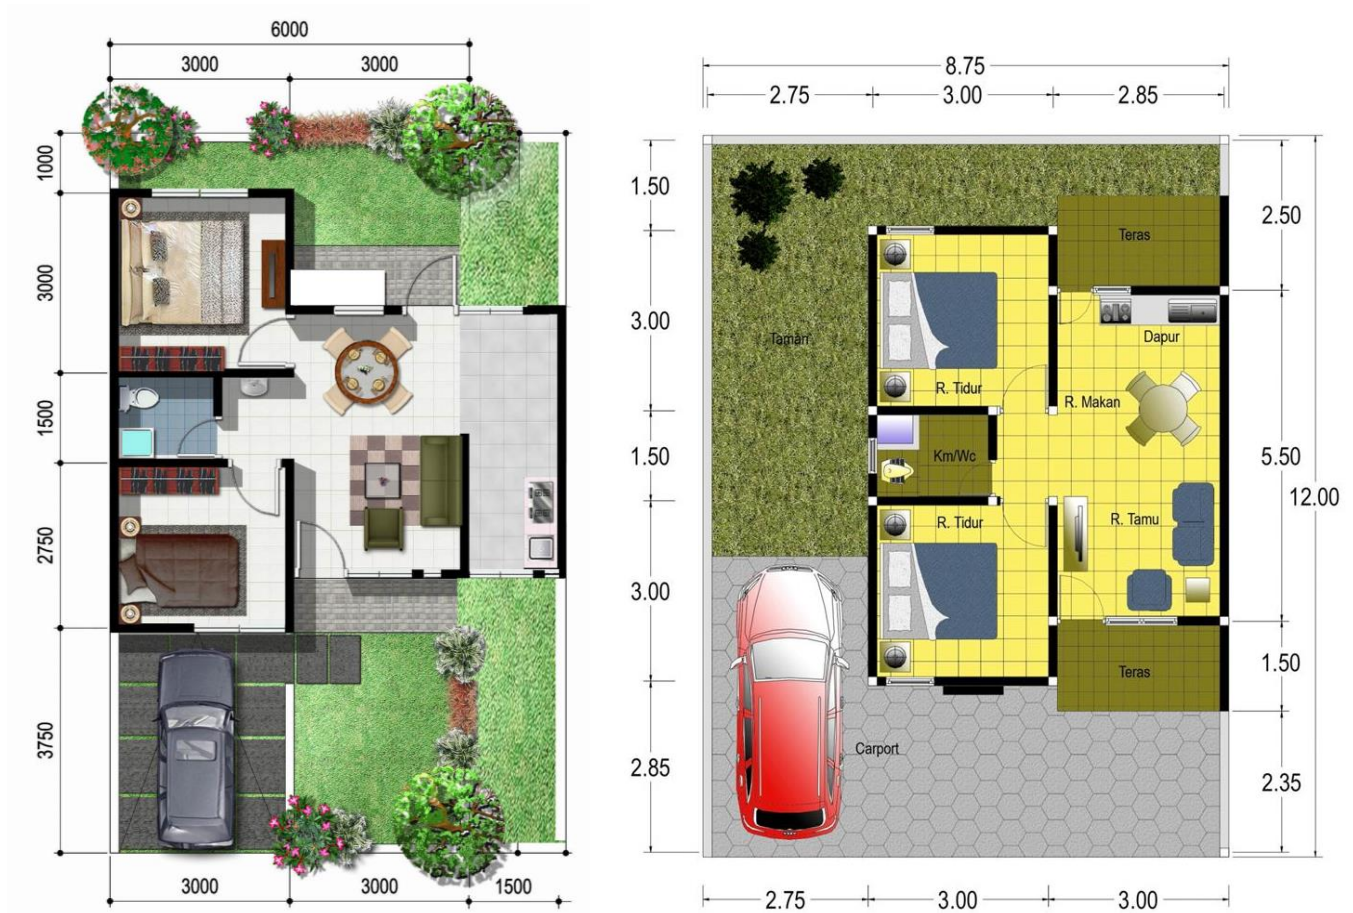 6000
3000 3000
1000
3000
1500
2750
3750
3000 3000 1500
8.75
2.75 3.00 2.85
1.50
3.00
1.50
3.00
2.85
Teras
Taman
Dapur
R. Tidur
R. Makan
Km/Wc
R. Tidur
R. Tamu
Teras
Carport
2.50
5.50
12.00
1.50
2.35
2.75 3.00 3.00